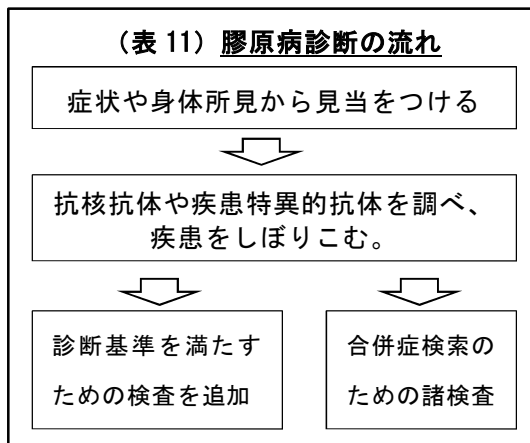 （表 11）膠原病診断の流れ
症状や身体所見から見当をつける
抗核抗体や疾患特異的抗体を調べ、
疾患をしぼりこむ。
診断基準を満たす
ための検査を追加
合併症検索の
ための諸検査